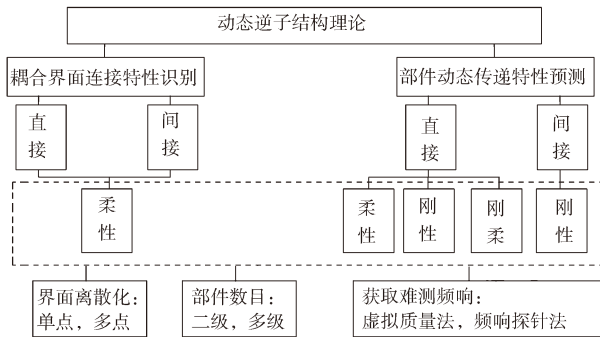 动态逆子结构理论
耦合界面连接特性识别
部件动态传递特性预测
直接
间接
直接
间接
柔性
柔性
刚性
刚柔
刚性
界面离散化：
单点，多点
部件数目：
二级，多级
获取难测频响：
虚拟质量法，频响探针法